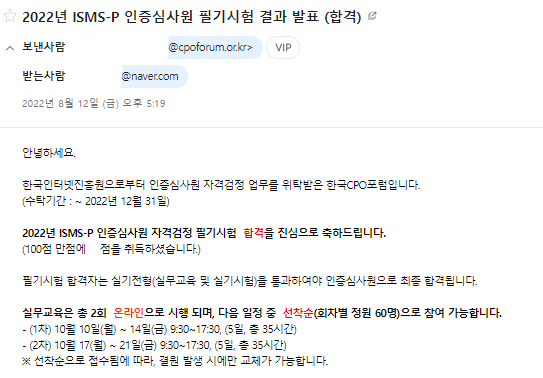 2022년 ISMS-P 인증심사원 필기시험 결과 발표 (합격)
보낸사람 @cpoforum.or.kr> VIP
받는사람 @naver.com
2022년 8월 12일 (금) 오후 5:19
안녕하세요.
한국인터넷진흥원으로부터 인증심사원 자격검정 업무를 위탁받은 한국CPO포럼입니다.
(수탁기간 : ~ 2022년 12월 31일)
2022년 ISMS-P 인증심사원 자격검정 필기시험 합격을 진심으로 축하드립니다.
(100점 만점에 점을 취득하셨습니다.)
필기시험 합격자는 실기전형(실무교육 및 실기시험)을 통과하여야 인증심사원으로 최종 합격됩니다.
실무교육은 총 2회 온라인으로 시행 되며, 다음 일정 중 선착순(회차별 정원 60명)으로 참여 가능합니다.
- (1차) 10월 10일(월) ~ 14일(금) 9:30~17:30, (5일, 총 35시간)
- (2차) 10월 17(월) ~ 21일(금) 9:30~17:30, (5일, 총 35시간)
※ 선착순으로 접수됨에 따라, 결원 발생 시에만 교체가 가능합니다.